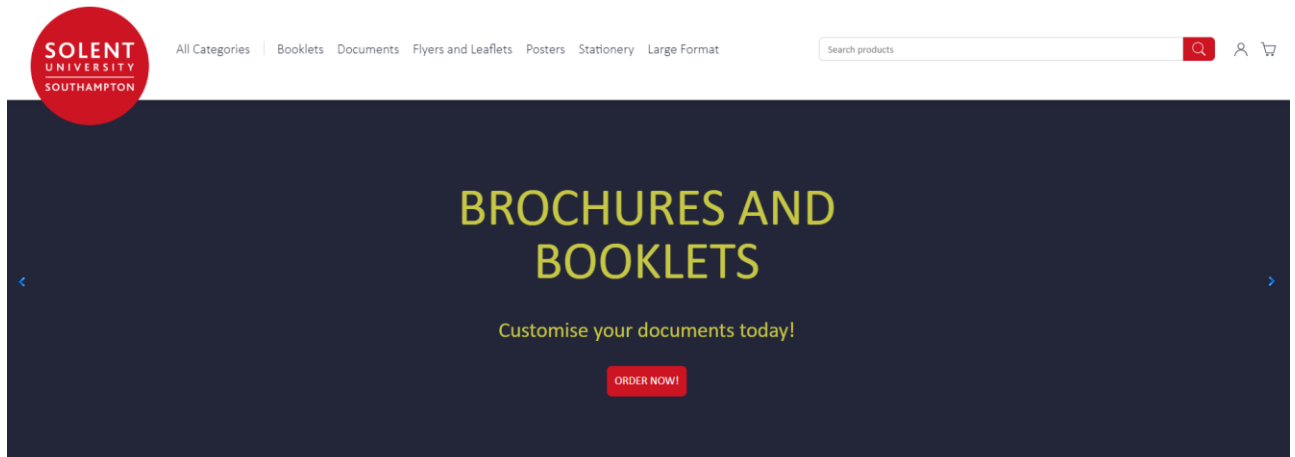 SOLENT
UNIVERSITY
SOUTHAMPTON
All Categories Booklets Documents Flyers and Leaflets Posters Stationery Large Format
Search products
BROCHURES AND
BOOKLETS
Customise your documents today!
ORDER NOW!